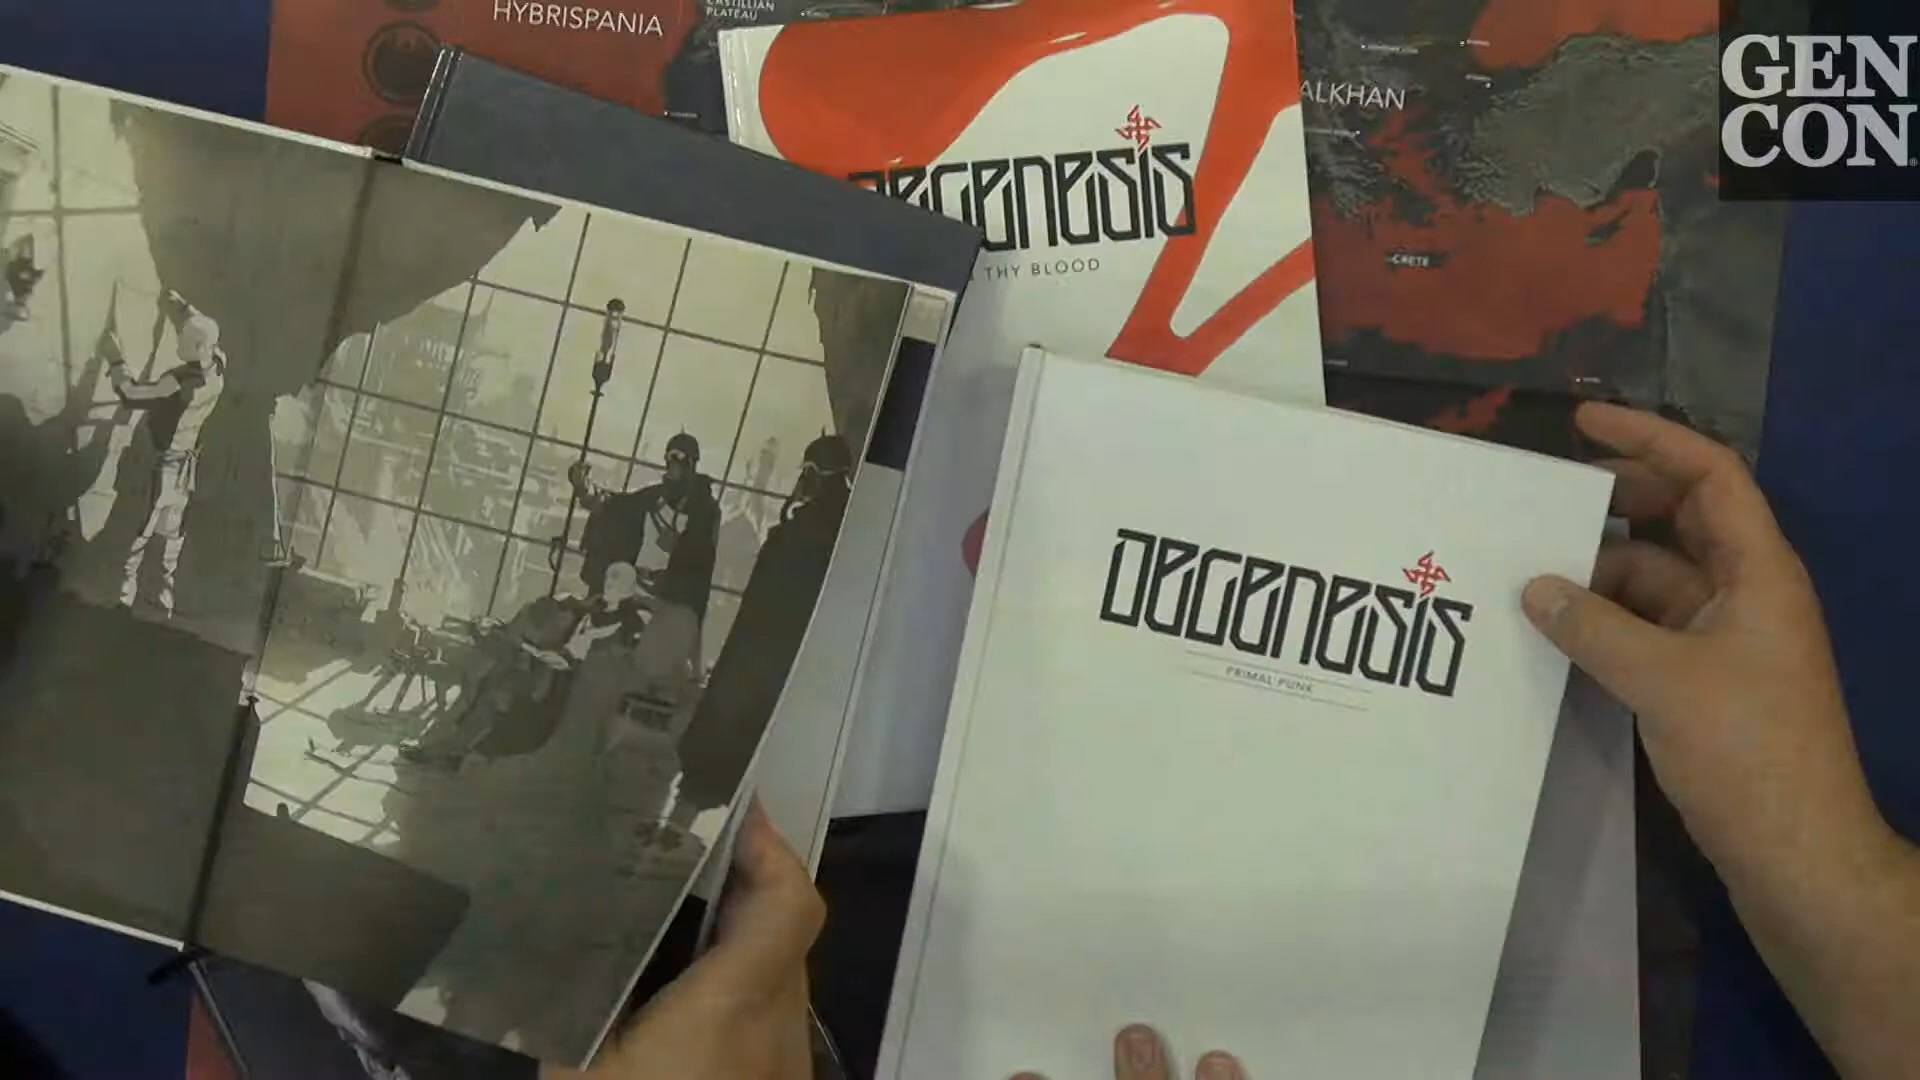 HYBRISPANIA
CASTILLIAN
PLATEAU
GEN
CON
ALKHAN
DEGENESIS
THY BLOOD
CRETE
DEGENESIS
PRIMAL PUNK